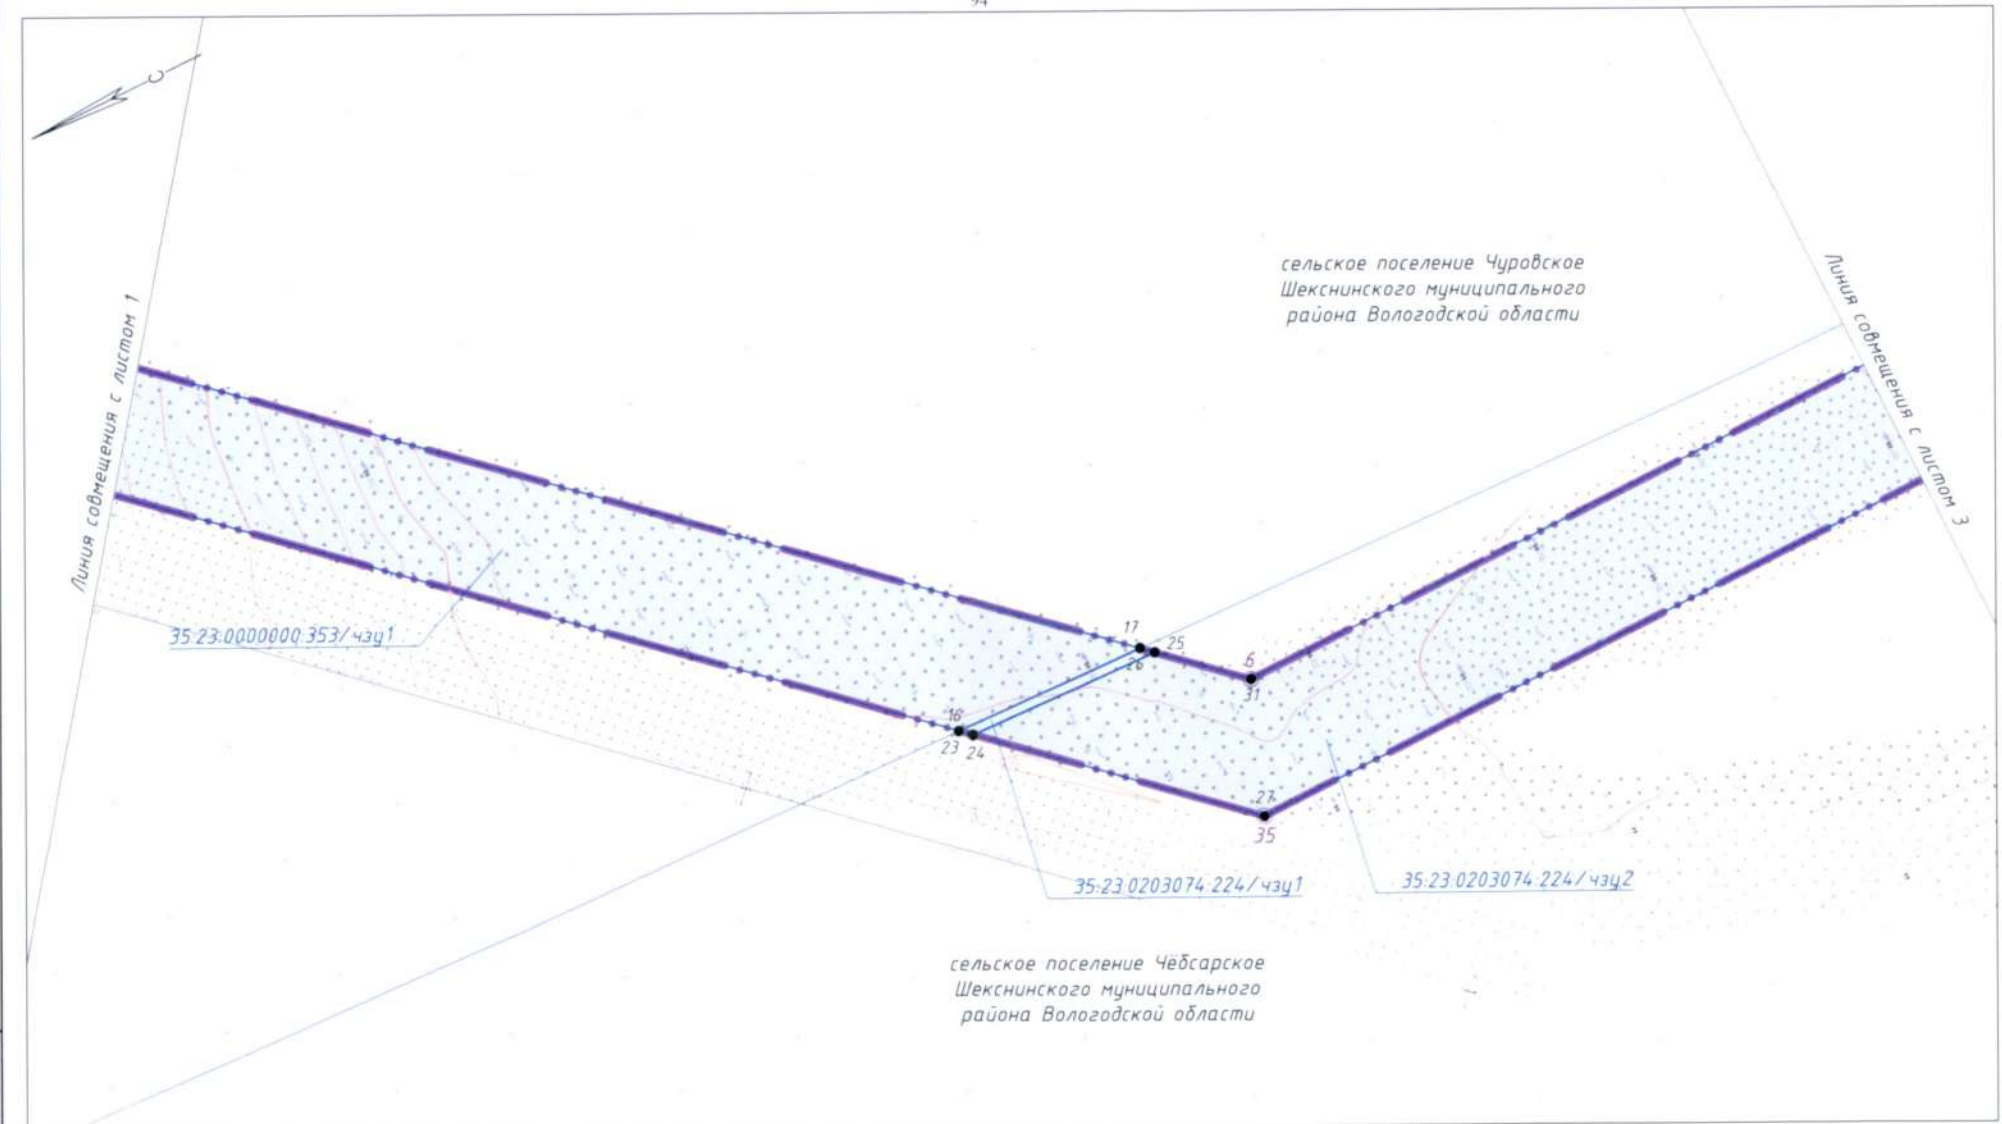 94
С
сельское поселение Чуровское
Шекснинского муниципального
района Вологодской области
Линия совмещения с листом 1
Линия совмещения с листом 3
17
25
26
6
31
16
23
24
27
35
35:23:0000000:353/чзу1
35:23:0203074:224/чзу1
35:23:0203074:224/чзу2
сельское поселение Чёбсарское
Шекснинского муниципального
района Вологодской области